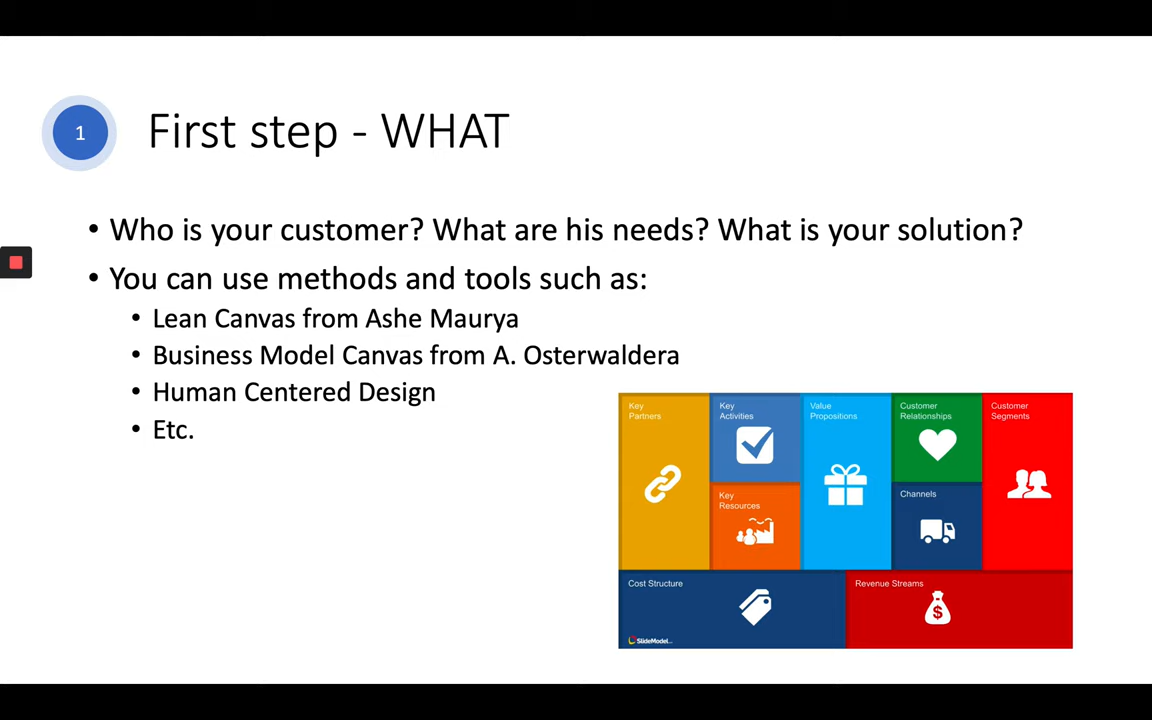 1
First step - WHAT
• Who is your customer? What are his needs? What is your solution?
• You can use methods and tools such as:
• Lean Canvas from Ashe Maurya
• Business Model Canvas from A. Osterwaldera
• Human Centered Design
• Etc.
Key
Partners
Key
Activities
Key
Resources
Value
Propositions
Customer
Relationships
Channels
Customer
Segments
Cost Structure
Revenue Streams
$
SlideModel